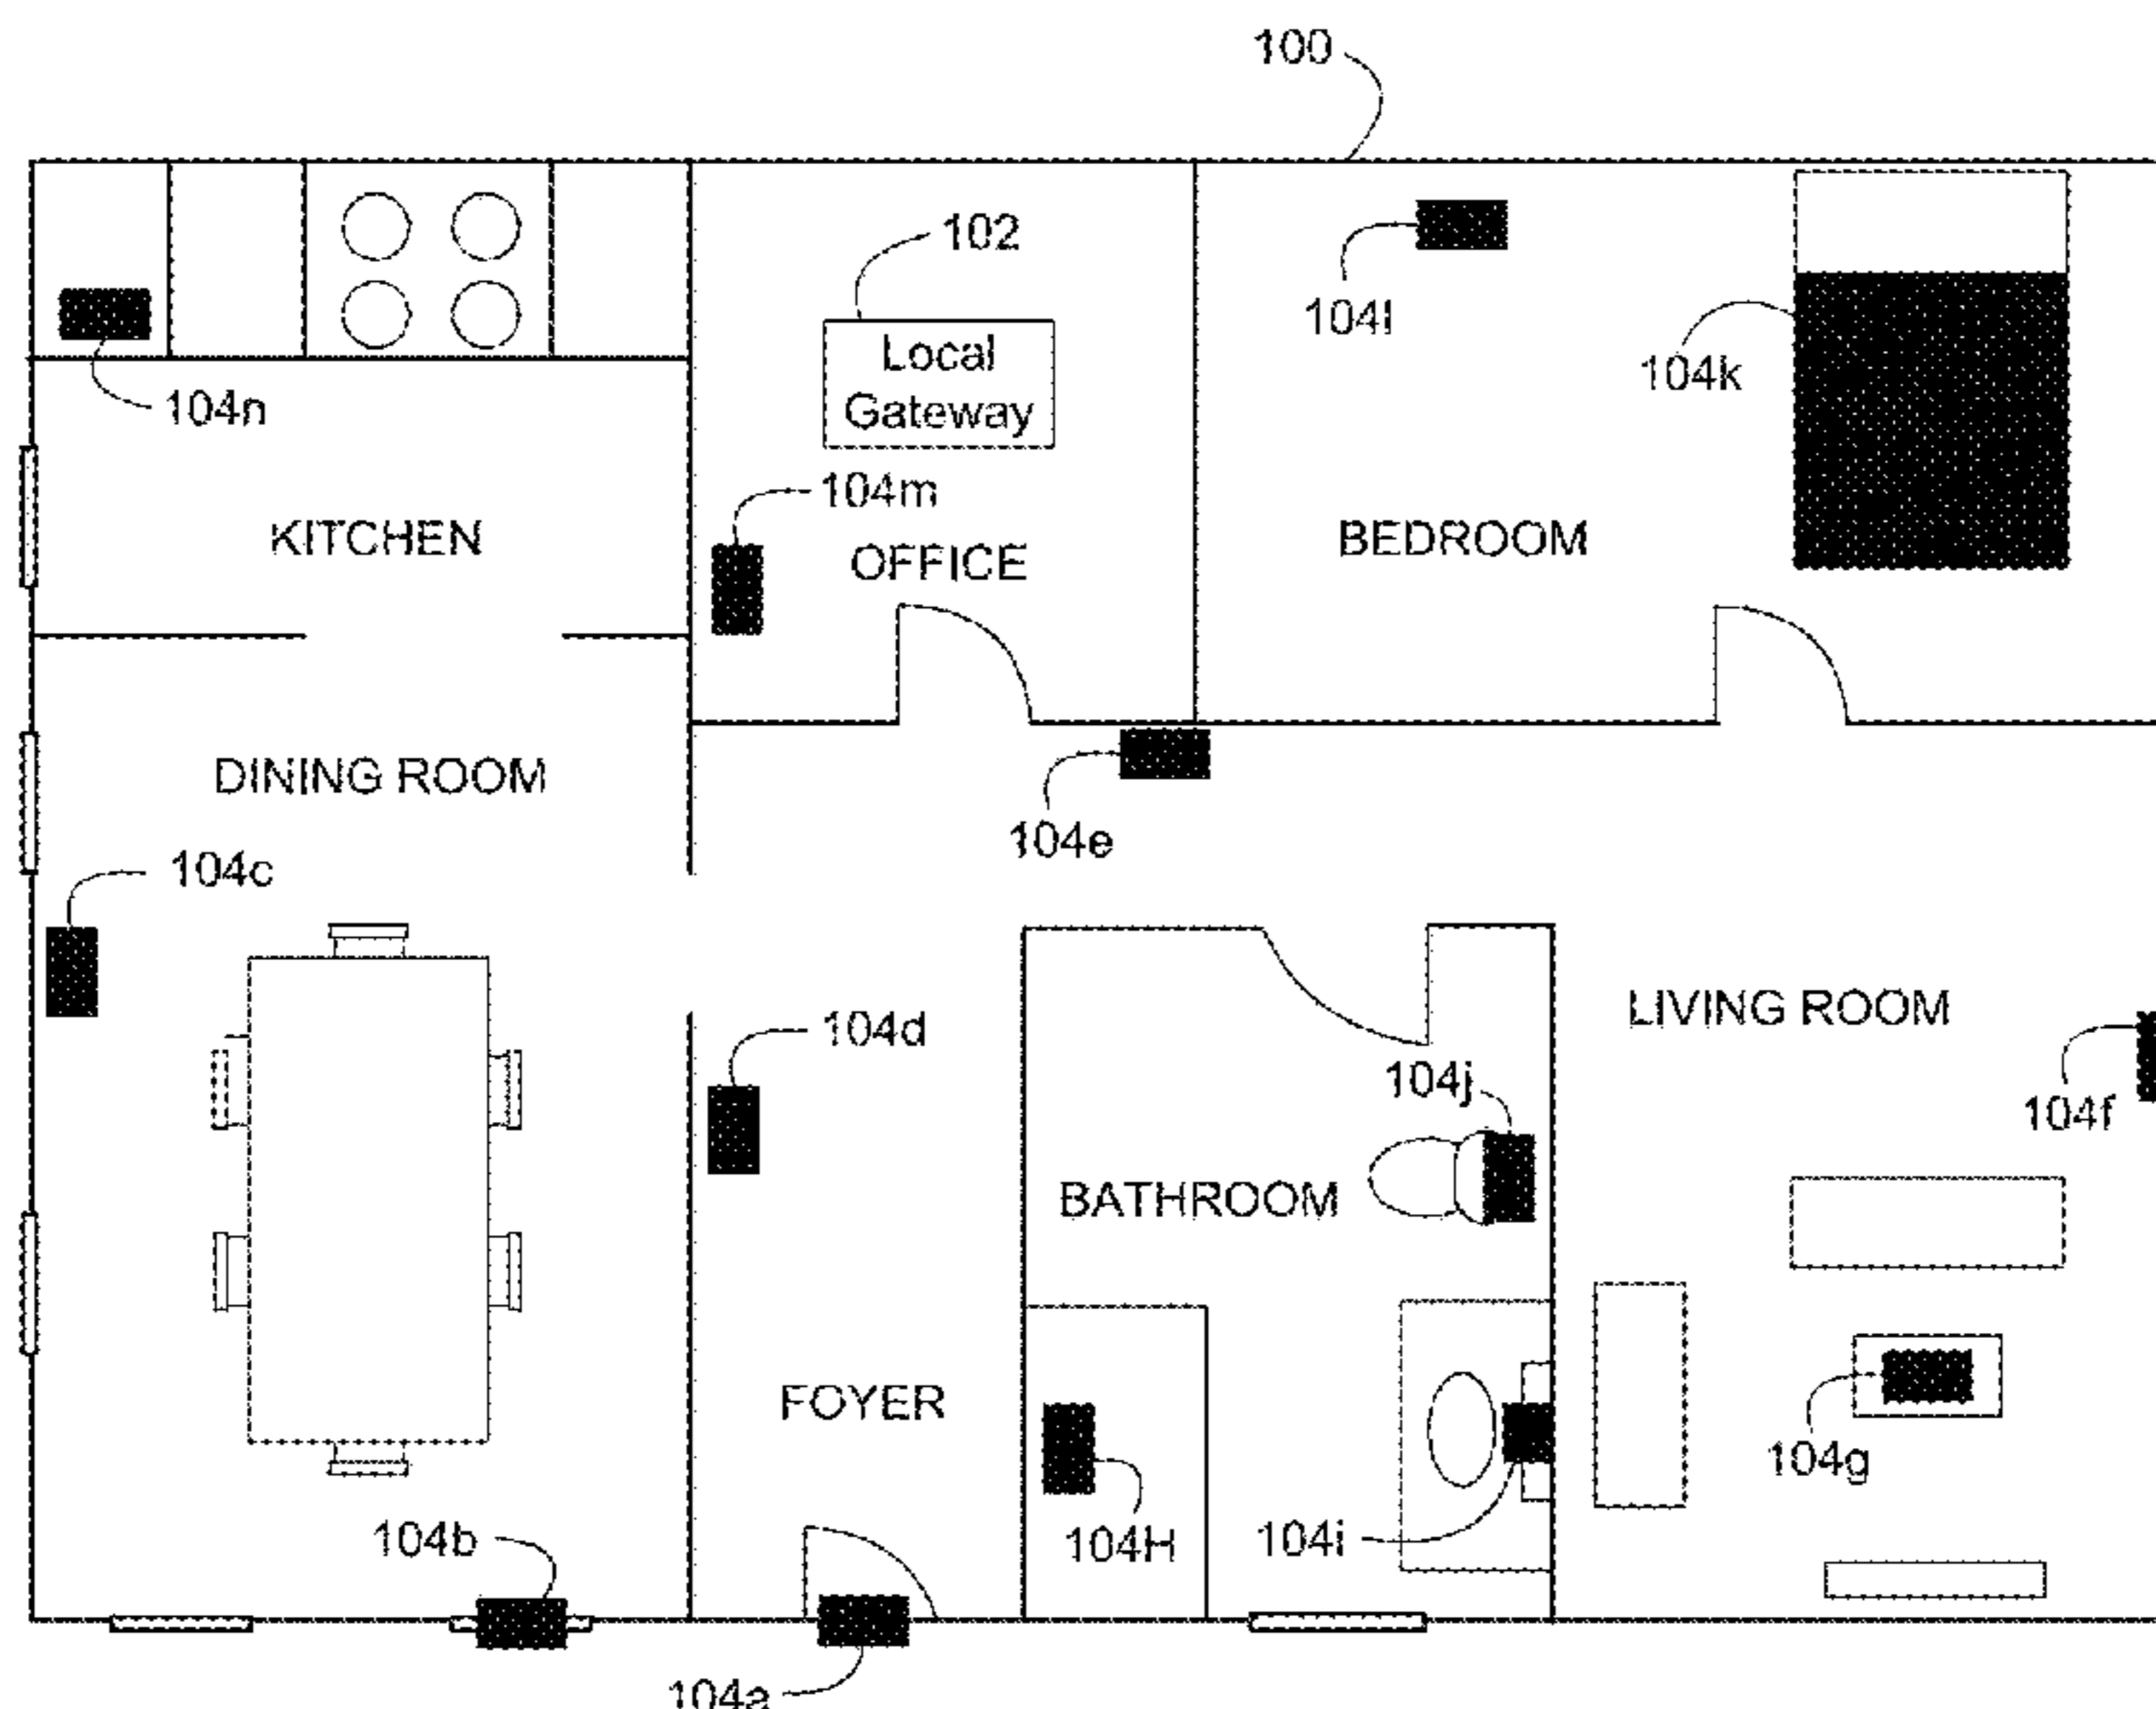 100
102
Local
Gateway
104l
104k
104n
104m
KITCHEN
OFFICE
BEDROOM
DINING ROOM
104e
104c
LIVING ROOM
104d
104j
104f
BATHROOM
FOYER
104g
104b
104H
104i
104a